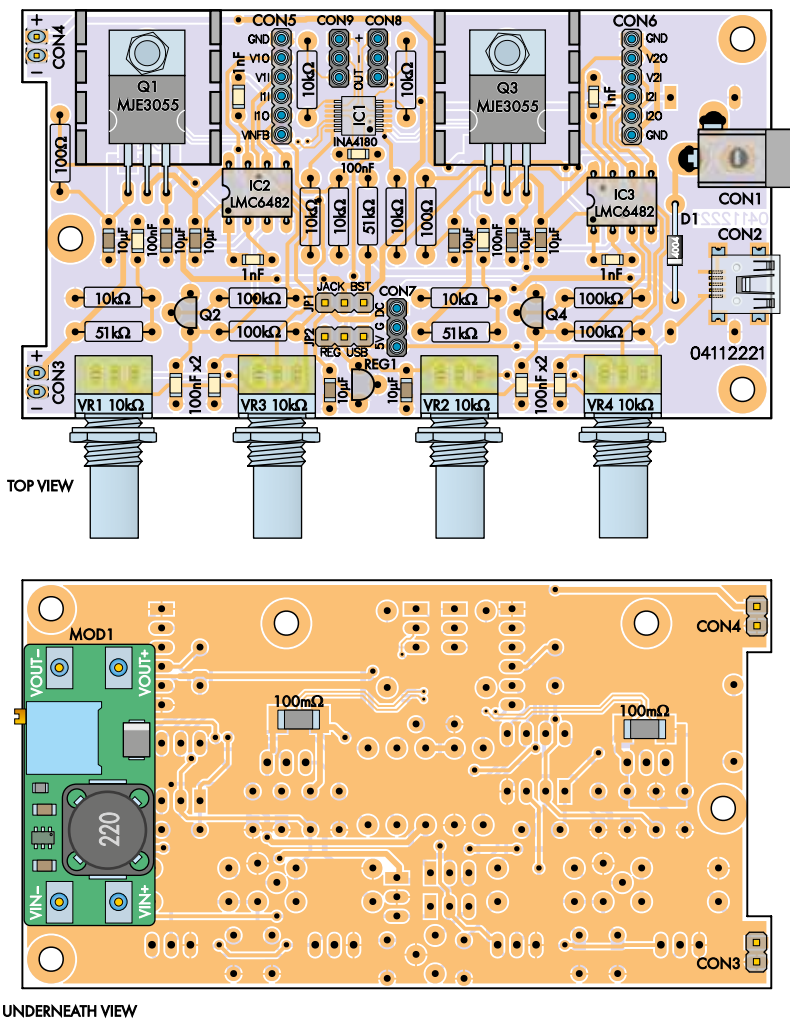 CON4
+
−
CON5
GND
V1O
V1I
I1I
I1O
VINFB
CON9
CON8
+
−
OUT
CON6
GND
V2O
V2I
I2I
I2O
GND
Q1
MJE3055
Q3
MJE3055
1nF
10kΩ
10kΩ
1nF
IC1
INA4180
100nF
100Ω
IC2
LMC6482
IC3
LMC6482
CON1
D1
4004
04112222
CON2
10kΩ
10kΩ
51kΩ
10kΩ
100Ω
10µF
100nF
10µF
10µF
1nF
10µF
100nF
10µF
10µF
1nF
10kΩ
51kΩ
Q2
100kΩ
100kΩ
JACK BST
JP1
JP2
REG USB
CON7
DC
G
5V
10kΩ
51kΩ
Q4
100kΩ
100kΩ
04112221
+
−
CON3
100nF x2
REG1
10µF
10µF
100nF x2
VR1 10kΩ
VR3 10kΩ
VR2 10kΩ
VR4 10kΩ
TOP VIEW
MOD1
VOUT−
VOUT+
220
VIN−
VIN+
100mΩ
100mΩ
CON4
CON3
UNDERNEATH VIEW